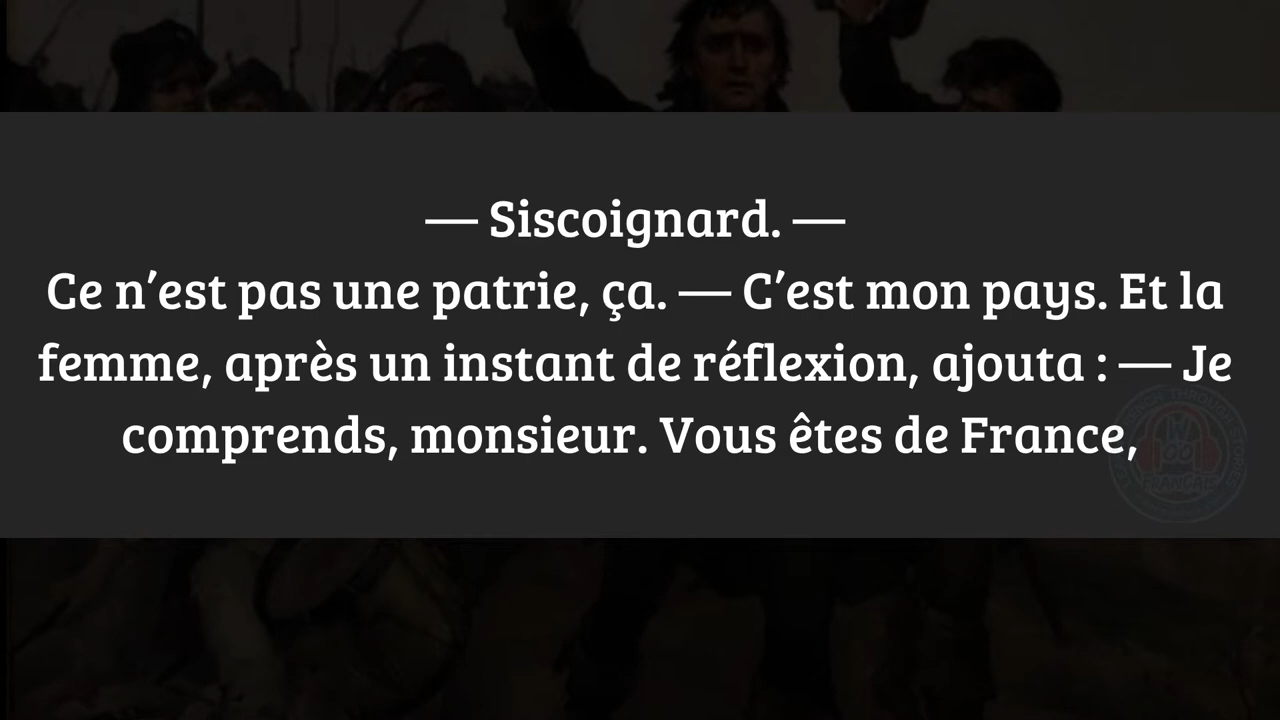 — Siscoignard. —
Ce n’est pas une patrie, ça. — C’est mon pays. Et la
femme, après un instant de réflexion, ajouta : — Je
comprends, monsieur. Vous êtes de France,
FRANÇAIS